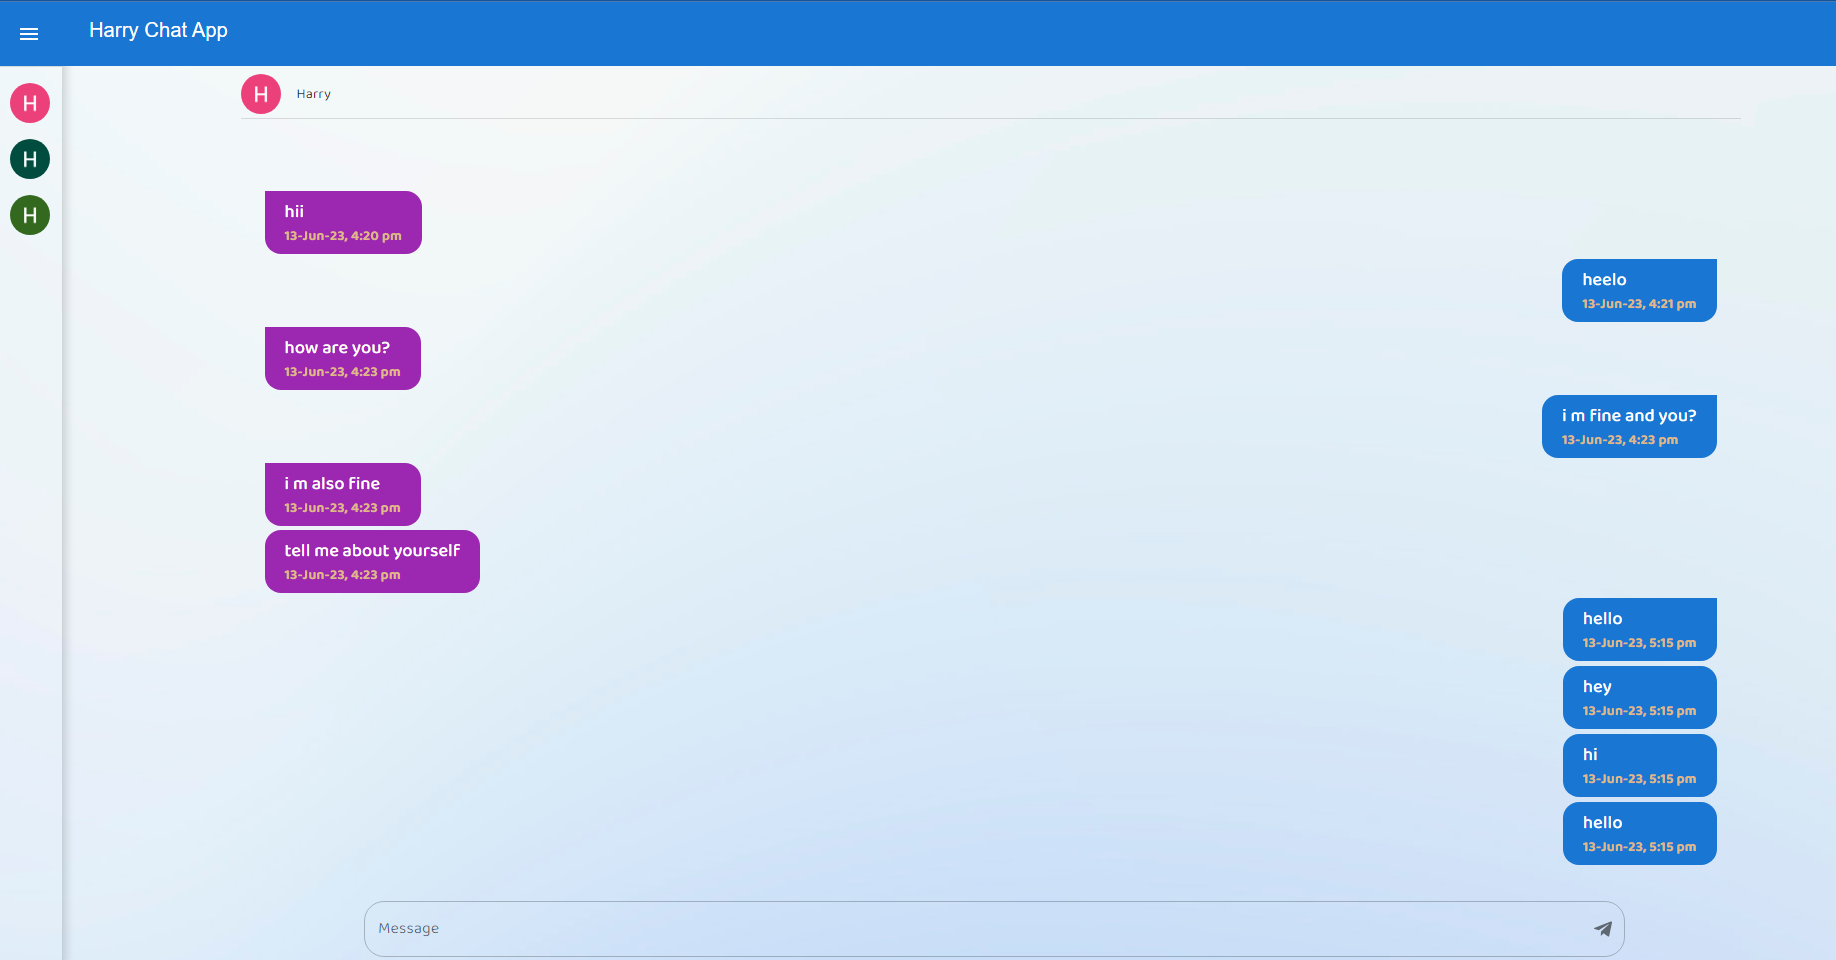 Harry Chat App
H
H
H
H Harry
hii
13-Jun-23, 4:20 pm
heelo
13-Jun-23, 4:21 pm
how are you?
13-Jun-23, 4:23 pm
i m fine and you?
13-Jun-23, 4:23 pm
i m also fine
13-Jun-23, 4:23 pm
tell me about yourself
13-Jun-23, 4:23 pm
hello
13-Jun-23, 5:15 pm
hey
13-Jun-23, 5:15 pm
hi
13-Jun-23, 5:15 pm
hello
13-Jun-23, 5:15 pm
Message